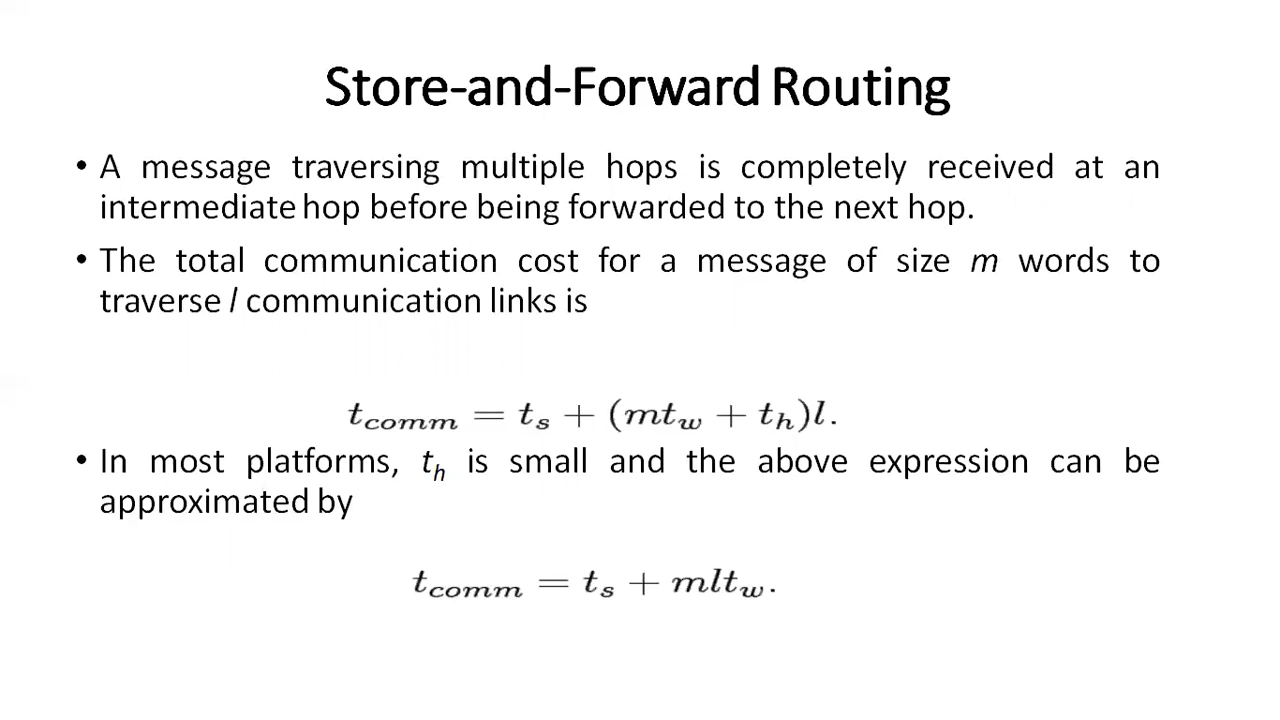 Store-and-Forward Routing
• A message traversing multiple hops is completely received at an
intermediate hop before being forwarded to the next hop.
• The total communication cost for a message of size m words to
traverse l communication links is
t_comm = t_s + (mt_w + t_h)l.
• In most platforms, t_h is small and the above expression can be
approximated by
t_comm = t_s + mlt_w.